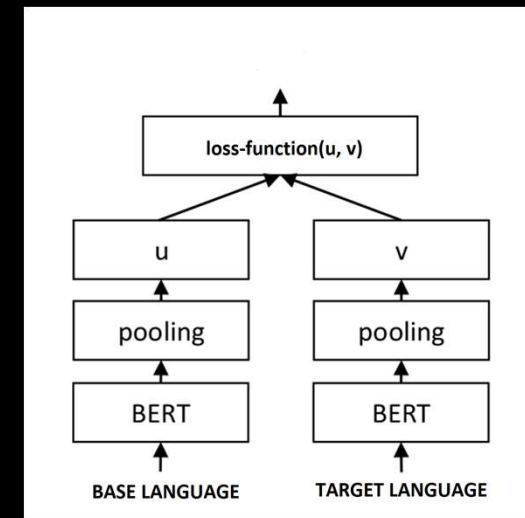 loss-function(u, v)
u
v
pooling
pooling
BERT
BERT
BASE LANGUAGE
TARGET LANGUAGE